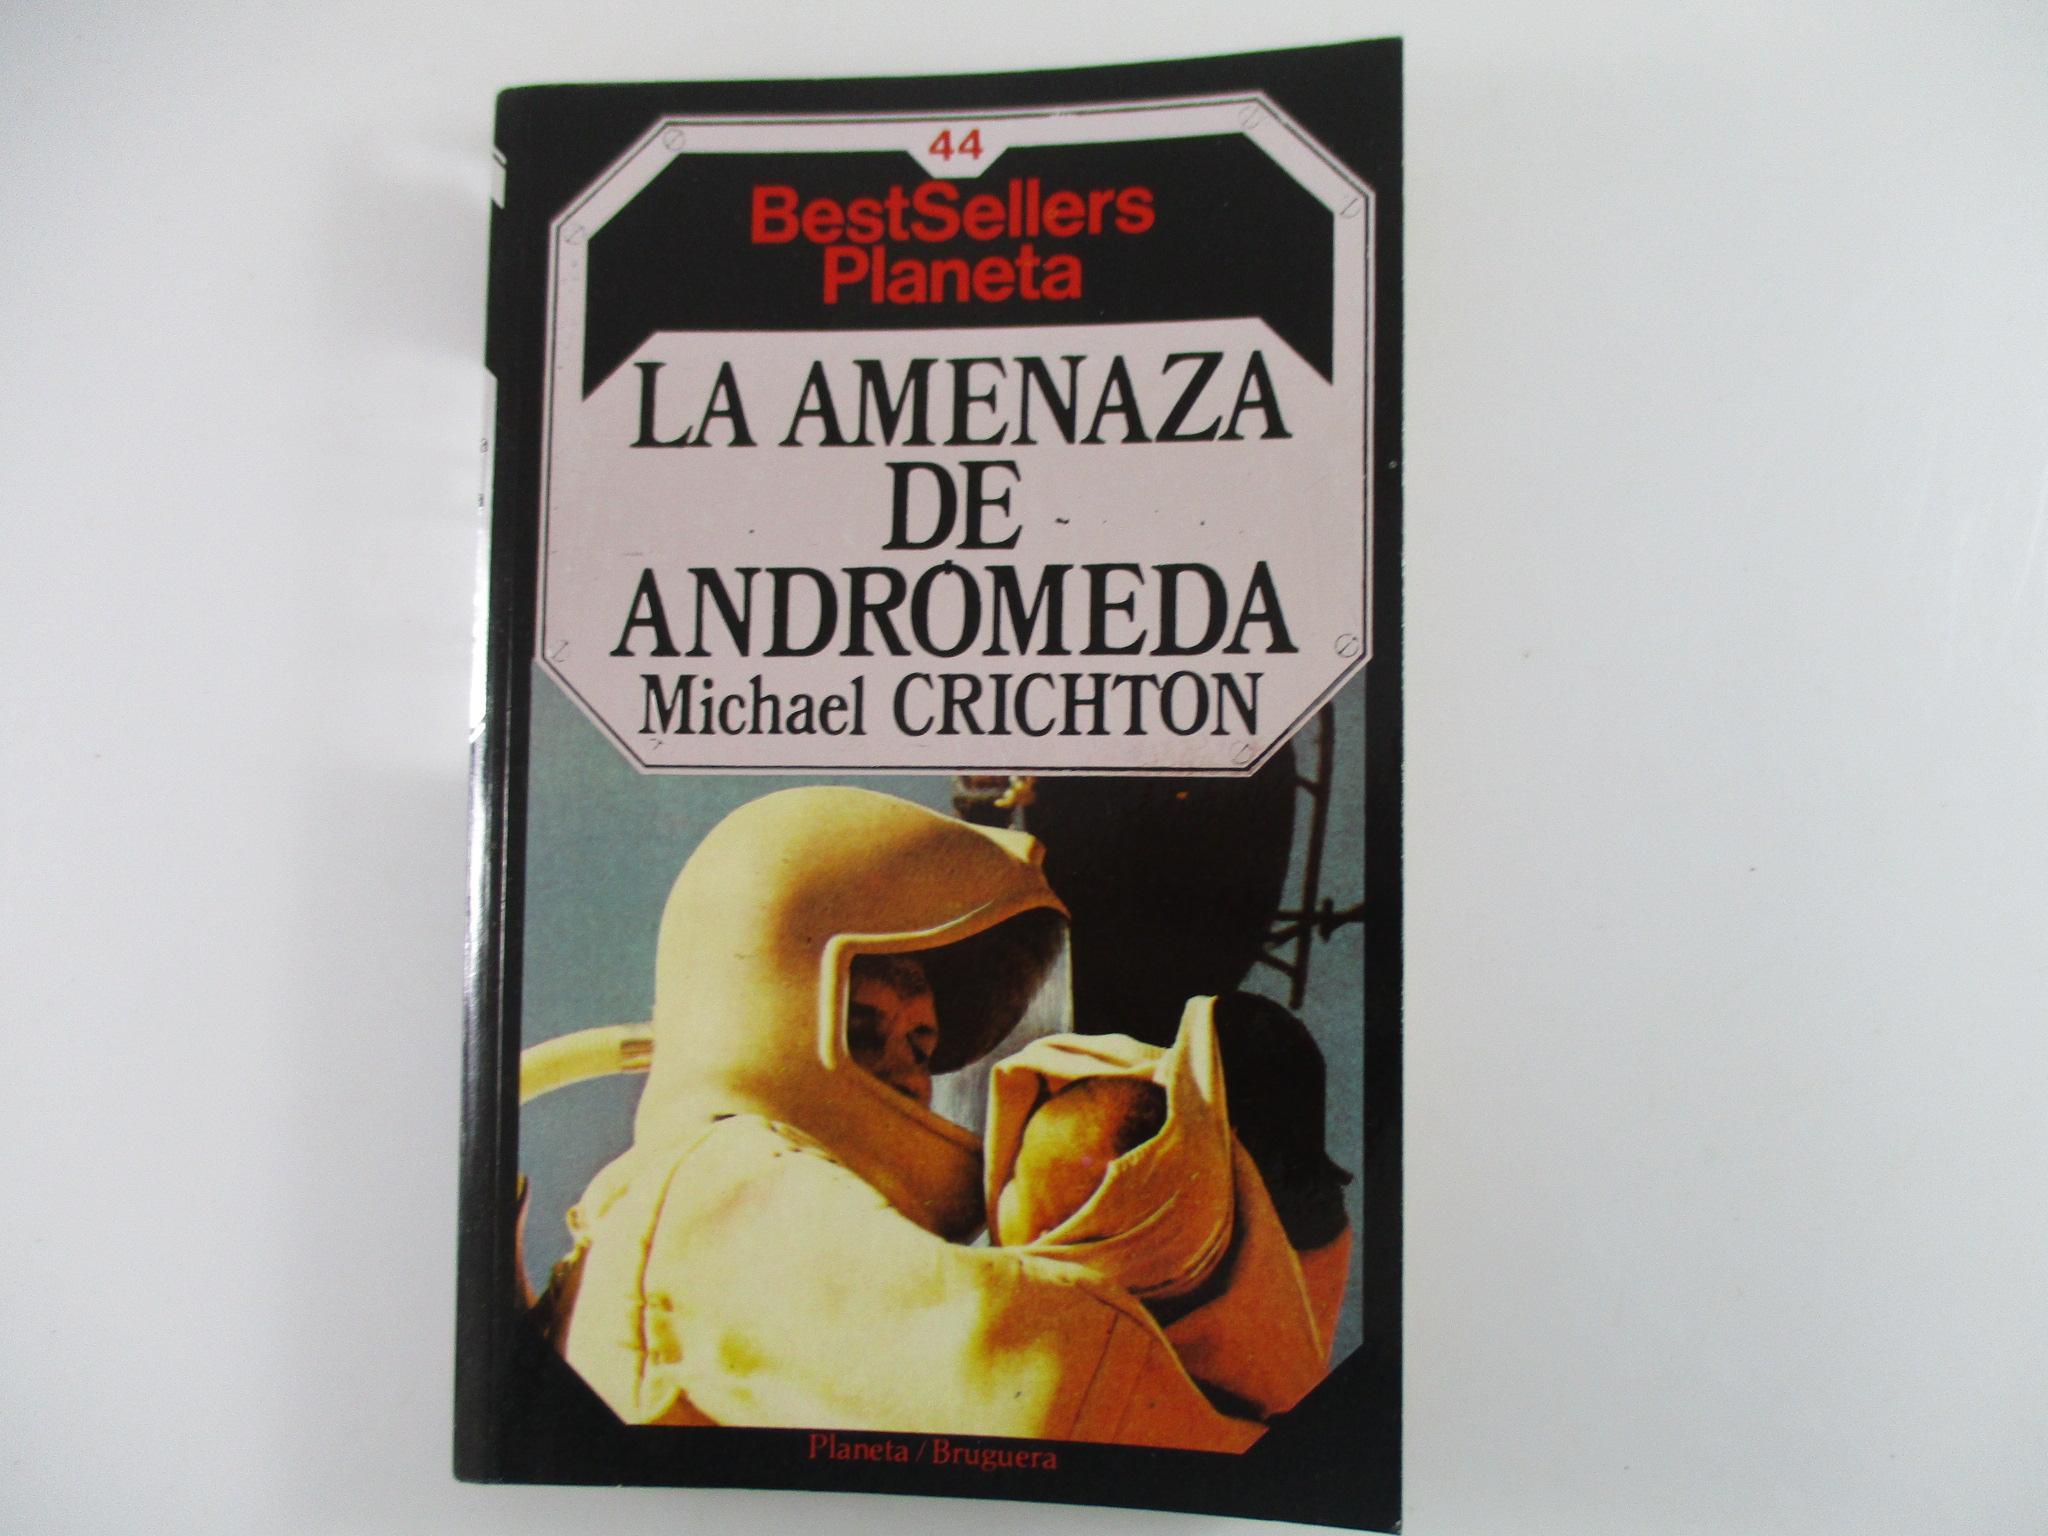 44
BestSellers
Planeta
LA AMENAZA
DE
ANDRÓMEDA
Michael CRICHTON
Planeta / Bruguera